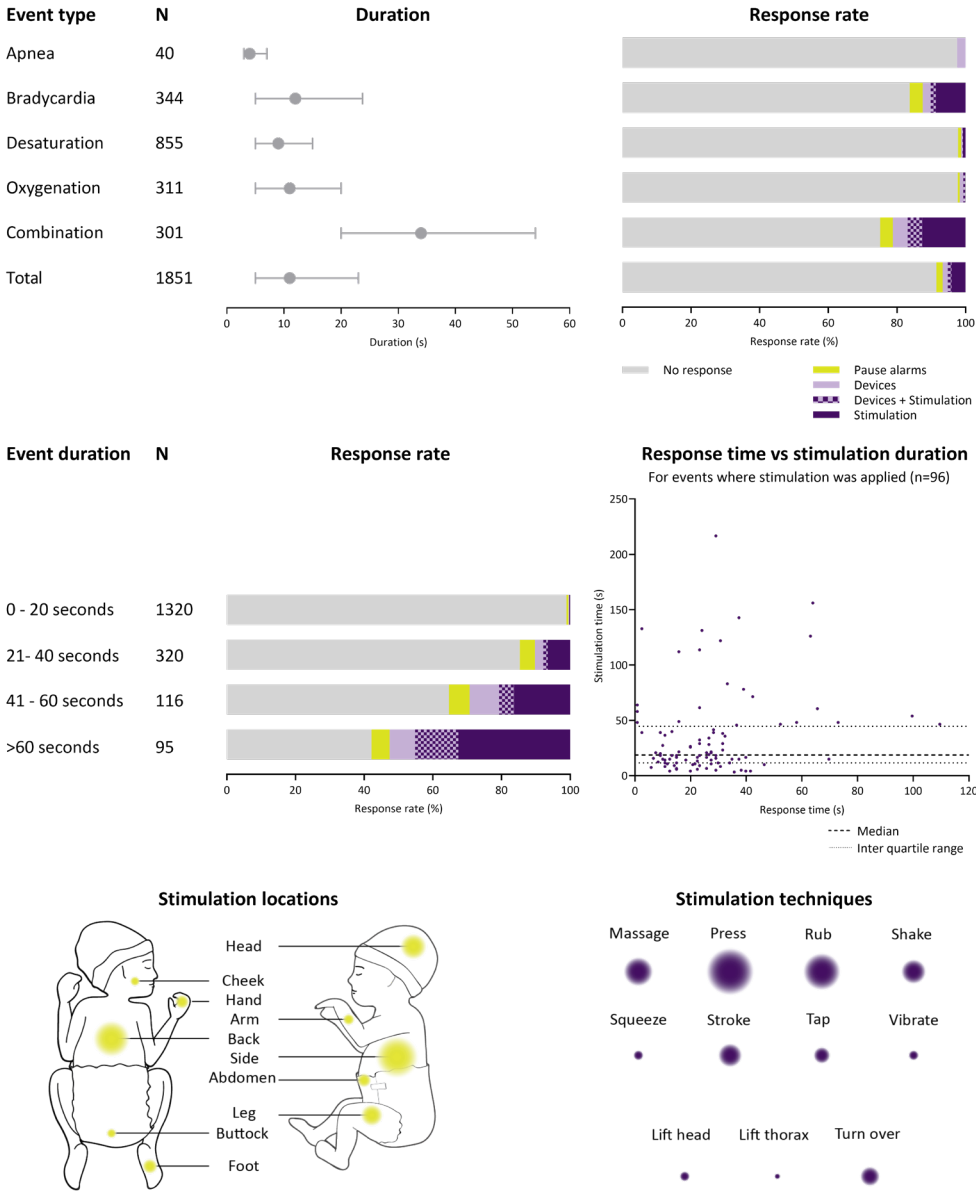 Event type N Duration Response rate
Apnea 40
Bradycardia 344
Desaturation 855
Oxygenation 311
Combination 301
Total 1851
0 10 20 30 40 50 60
Duration (s)
0 20 40 60 80 100
Response rate (%)
No response
Pause alarms
Devices
Devices + Stimulation
Stimulation
Event duration N Response rate
0 - 20 seconds 1320
21- 40 seconds 320
41 - 60 seconds 116
>60 seconds 95
0 20 40 60 80 100
Response rate (%)
Response time vs stimulation duration
For events where stimulation was applied (n=96)
250
200
150
100
50
0
Stimulation time (s)
0 20 40 60 80 100 120
Response time (s)
Median
Inter quartile range
Stimulation locations
Head
Cheek
Hand
Arm
Back
Side
Abdomen
Leg
Buttock
Foot
Stimulation techniques
Massage Press Rub Shake
Squeeze Stroke Tap Vibrate
Lift head Lift thorax Turn over